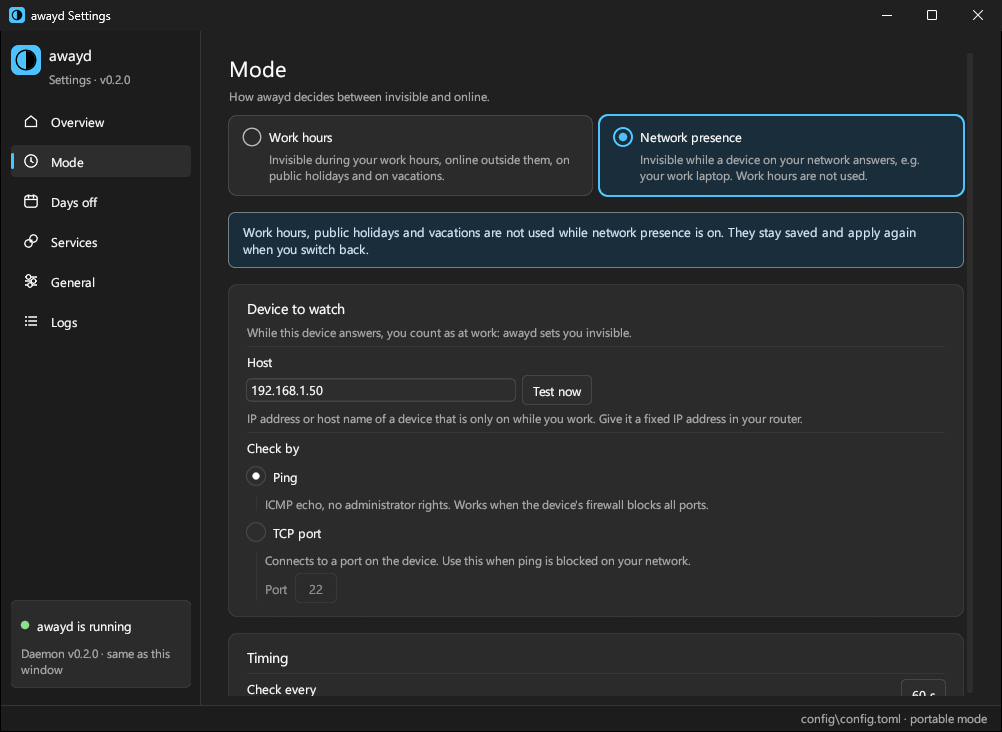 awayd Settings
awayd
Settings · v0.2.0
Overview
Mode
Days off
Services
General
Logs
awayd is running
Daemon v0.2.0 · same as this
window
Mode
How awayd decides between invisible and online.
Work hours
Invisible during your work hours, online outside them, on
public holidays and on vacations.
Network presence
Invisible while a device on your network answers, e.g.
your work laptop. Work hours are not used.
Work hours, public holidays and vacations are not used while network presence is on. They stay saved and apply again
when you switch back.
Device to watch
While this device answers, you count as at work: awayd sets you invisible.
Host
192.168.1.50
Test now
IP address or host name of a device that is only on while you work. Give it a fixed IP address in your router.
Check by
Ping
ICMP echo, no administrator rights. Works when the device's firewall blocks all ports.
TCP port
Connects to a port on the device. Use this when ping is blocked on your network.
Port
22
Timing
Check every
60 s
config\config.toml · portable mode